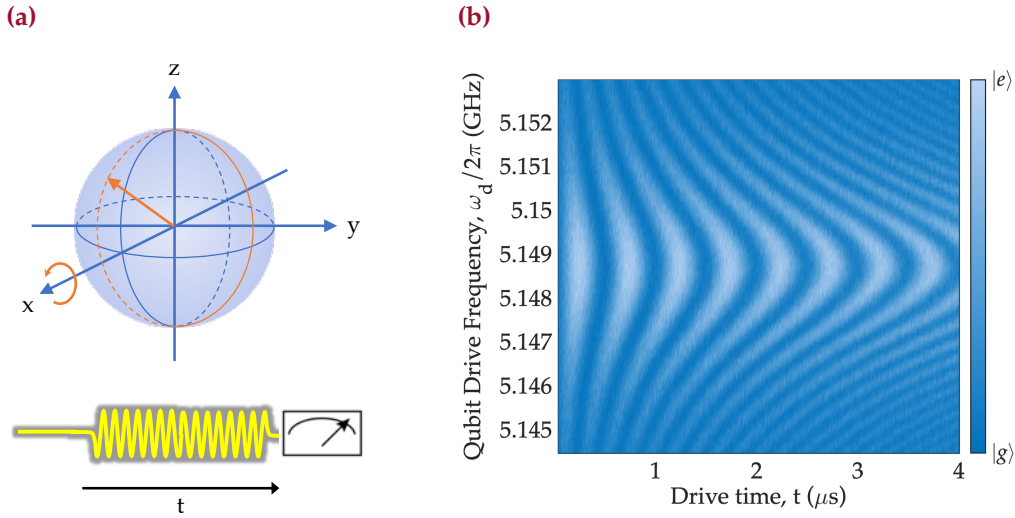 (a)
z
y
x
t
(b)
Qubit Drive Frequency, ω_d/2π (GHz)
5.152
5.151
5.15
5.149
5.148
5.147
5.146
5.145
1 2 3 4
Drive time, t (μs)
|e⟩
|g⟩